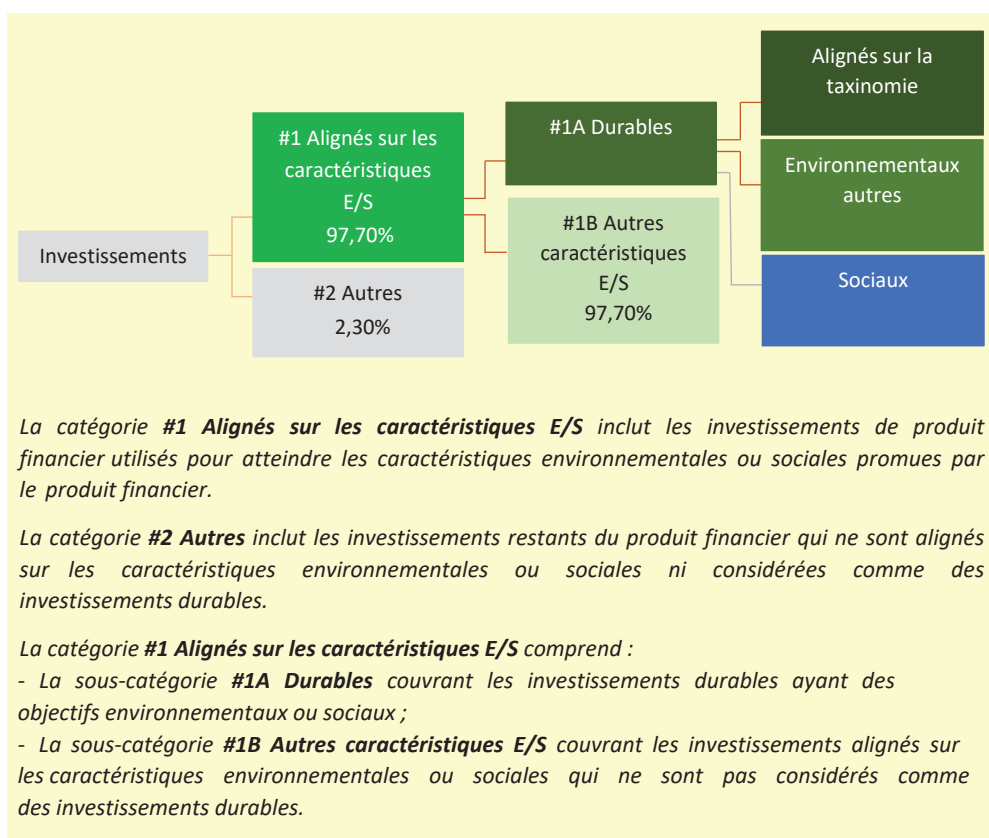 Investissements
#1 Alignés sur les
caractéristiques
E/S
97,70%
#2 Autres
2,30%
#1A Durables
#1B Autres
caractéristiques
E/S
97,70%
Alignés sur la
taxinomie
Environnementaux
autres
Sociaux
La catégorie #1 Alignés sur les caractéristiques E/S inclut les investissements de produit
financier utilisés pour atteindre les caractéristiques environnementales ou sociales promues par
le produit financier.
La catégorie #2 Autres inclut les investissements restants du produit financier qui ne sont alignés
sur les caractéristiques environnementales ou sociales ni considérées comme des
investissements durables.
La catégorie #1 Alignés sur les caractéristiques E/S comprend :
- La sous-catégorie #1A Durables couvrant les investissements durables ayant des
objectifs environnementaux ou sociaux ;
- La sous-catégorie #1B Autres caractéristiques E/S couvrant les investissements alignés sur
les caractéristiques environnementales ou sociales qui ne sont pas considérés comme
des investissements durables.